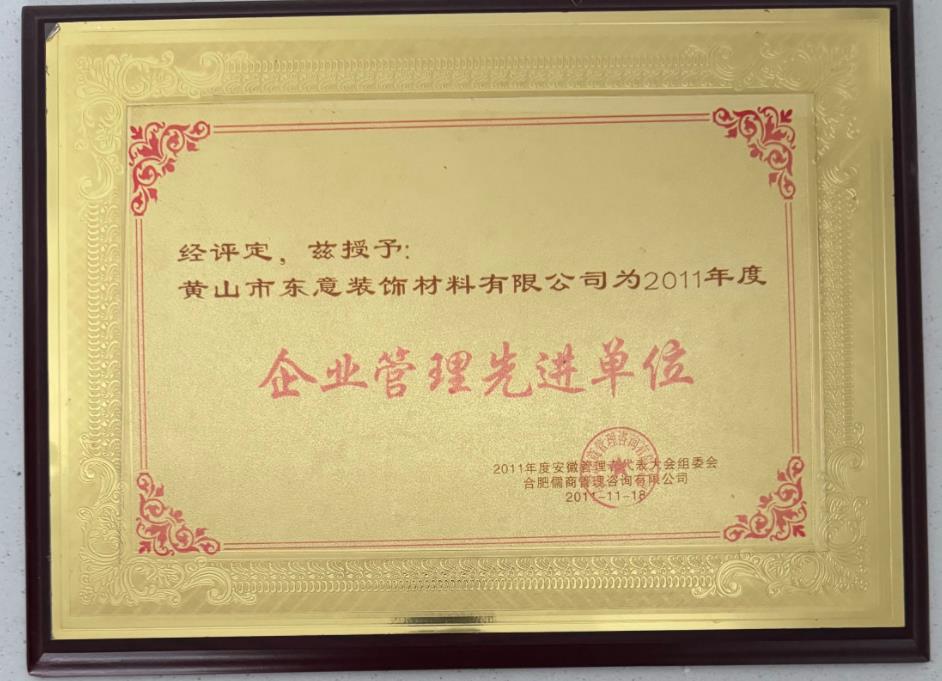 经评定，兹授予:
黄山市东意装饰材料有限公司为2011年度
企业管理先进单位
2011年度安徽管理者代表大会组委会
合肥儒商管理咨询有限公司
2011-11-18